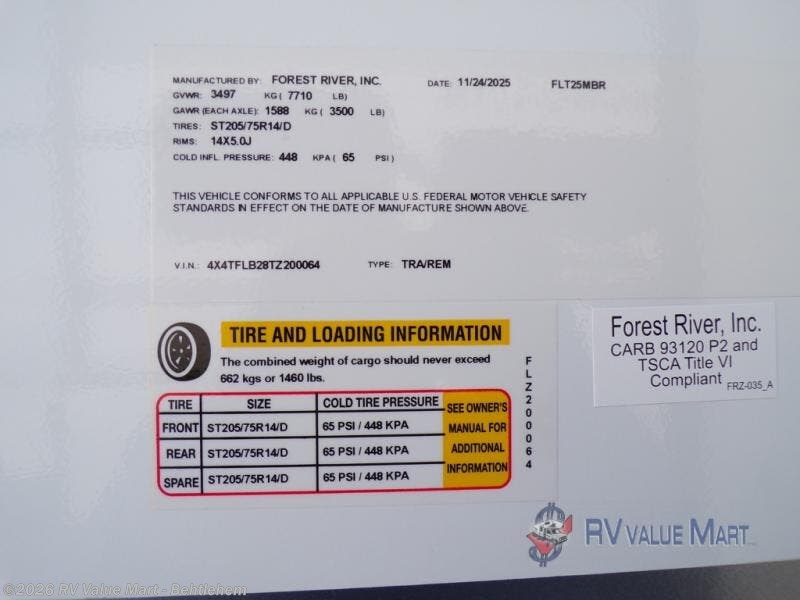 MANUFACTURED BY: FOREST RIVER, INC. DATE: 11/24/2025 FLT25MBR
GVWR: 3497 KG ( 7710 LB)
GAWR (EACH AXLE): 1588 KG ( 3500 LB)
TIRES: ST205/75R14/D
RIMS: 14X5.0J
COLD INFL. PRESSURE: 448 KPA ( 65 PSI )
THIS VEHICLE CONFORMS TO ALL APPLICABLE U.S. FEDERAL MOTOR VEHICLE SAFETY
STANDARDS IN EFFECT ON THE DATE OF MANUFACTURE SHOWN ABOVE.
V.I.N.: 4X4TFLB28TZ200064 TYPE: TRA/REM
TIRE AND LOADING INFORMATION
The combined weight of cargo should never exceed
662 kgs or 1460 lbs.
TIRE SIZE COLD TIRE PRESSURE
FRONT ST205/75R14/D 65 PSI / 448 KPA
REAR ST205/75R14/D 65 PSI / 448 KPA
SPARE ST205/75R14/D 65 PSI / 448 KPA
SEE OWNER'S
MANUAL FOR
ADDITIONAL
INFORMATION
FLZ200064
Forest River, Inc.
CARB 93120 P2 and
TSCA Title VI
Compliant FRZ-035_A
RV VALUE MART
©2026 RV Value Mart - Behtlehem